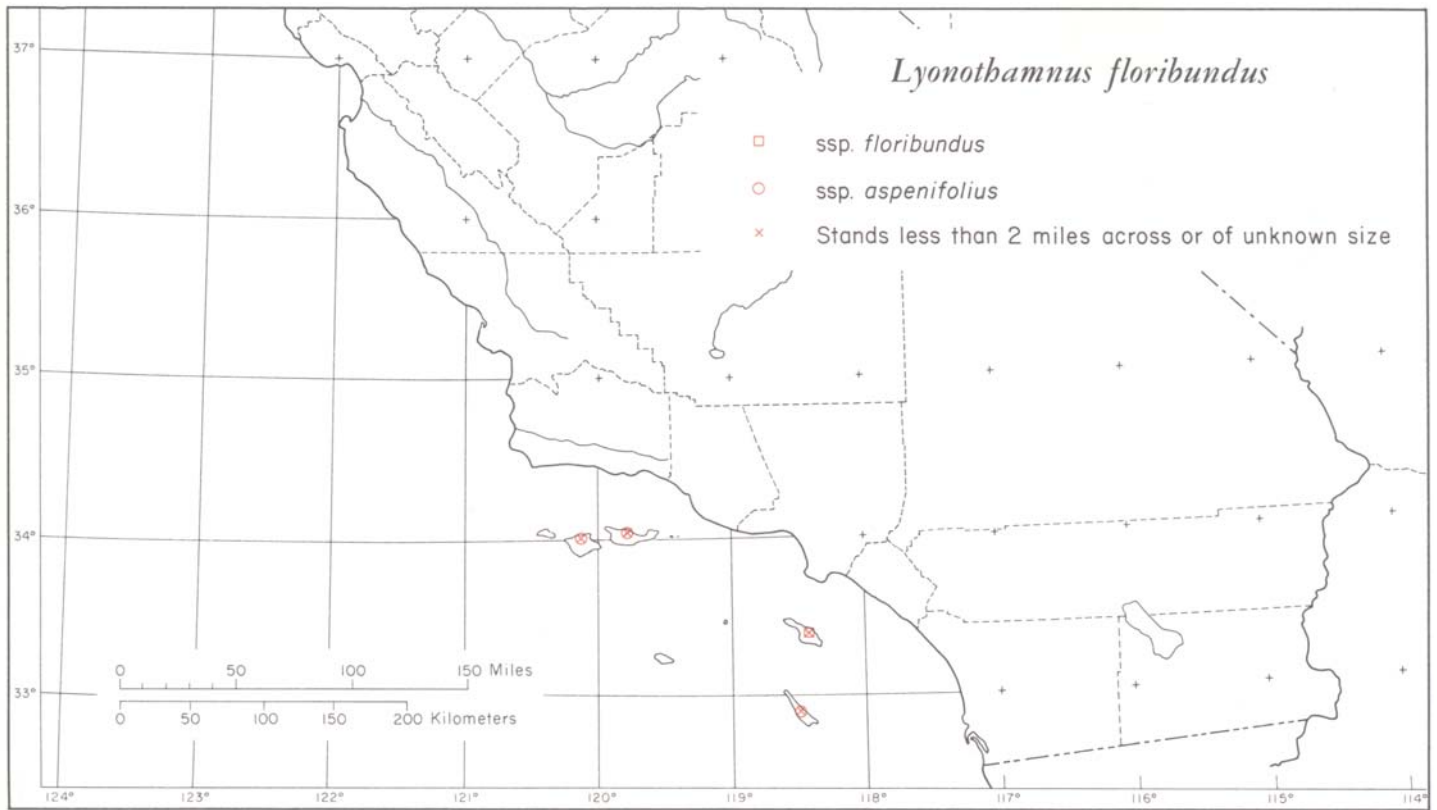 Lyonothamnus floribundus
ssp. floribundus
ssp. aspenifolius
Stands less than 2 miles across or of unknown size
37°
36°
35°
34°
33°
0 50 100 150 Miles
0 50 100 150 200 Kilometers
124° 123° 122° 121° 120° 119° 118° 117° 116° 115° 114°